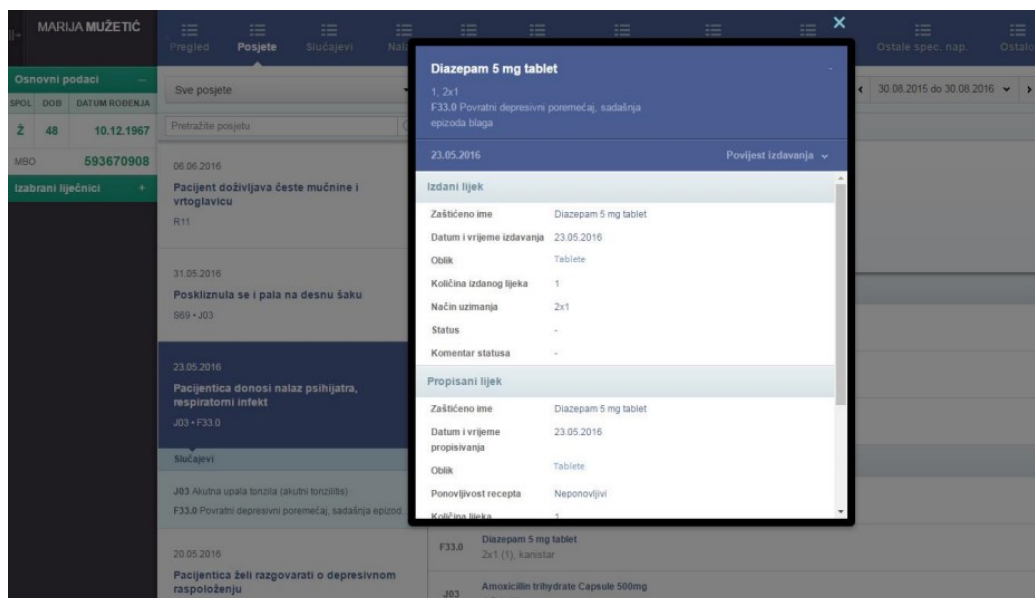 MARIJA MUŽETIĆ
Pregled
Posjete
Slučajevi
Ostale spec. nap.
Osnovni podaci
SPOL DOB DATUM ROĐENJA
Ž 48 10.12.1967
MBO 593670908
Izabrani liječnici +
Sve posjete
Pretražite posjetu
06.06.2016
Pacijent doživljava česte mučnine i
vrtoglavicu
R11
31.05.2016
Poskliznula se i pala na desnu šaku
S69 • J03
23.05.2016
Pacijentica donosi nalaz psihijatra,
respiratorni infekt
J03 • F33.0
Slučajevi
J03 Akutna upala tonzila (akutni tonzilitis)
F33.0 Povratni depresivni poremećaj, sadašnja epizod...
20.05.2016
Pacijentica želi razgovarati o depresivnom
raspoloženju
30.08.2015 do 30.08.2016
Diazepam 5 mg tablet
1, 2x1
F33.0 Povratni depresivni poremećaj, sadašnja
epizoda blaga
23.05.2016 Povijest izdavanja
Izdani lijek
Zaštićeno ime Diazepam 5 mg tablet
Datum i vrijeme izdavanja 23.05.2016
Oblik Tablete
Količina izdanog lijeka 1
Način uzimanja 2x1
Status -
Komentar statusa -
Propisani lijek
Zaštićeno ime Diazepam 5 mg tablet
Datum i vrijeme 23.05.2016
propisivanja
Oblik Tablete
Ponovljivost recepta Neponovljivi
Količina lijeka 1
F33.0 Diazepam 5 mg tablet
2x1 (1), kanistar
J03 Amoxicillin trihydrate Capsule 500mg